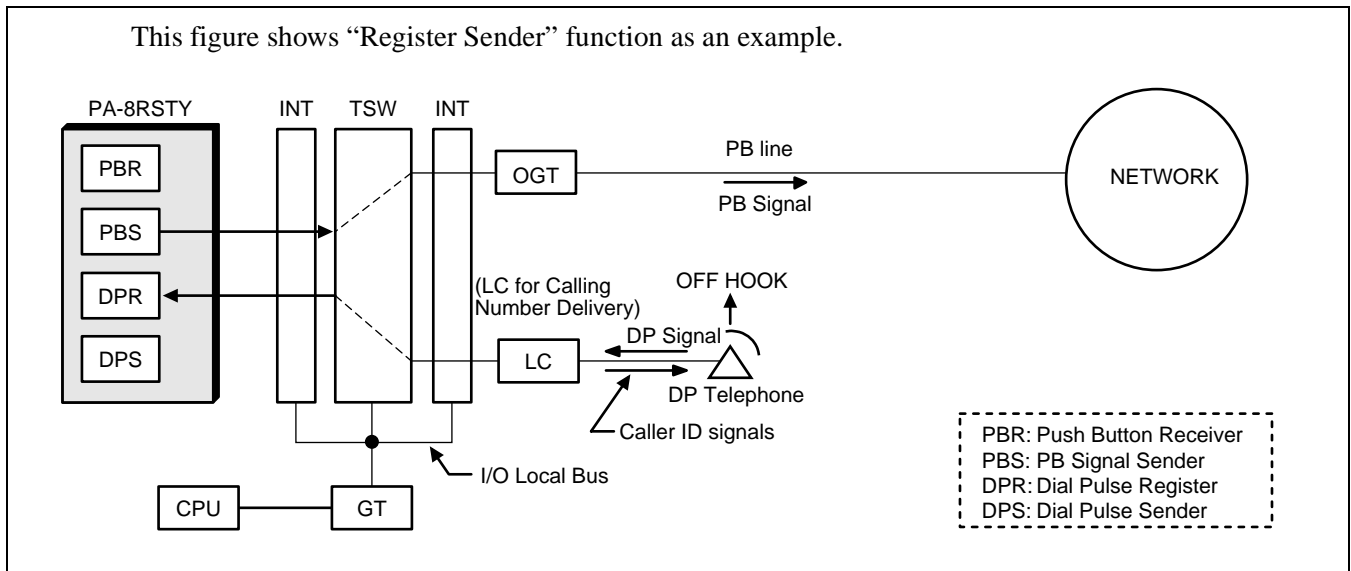 This figure shows “Register Sender” function as an example.
PA-8RSTY
INT
TSW
INT
PBR
PBS
DPR
DPS
OGT
PB line
PB Signal
NETWORK
(LC for Calling
Number Delivery)
OFF HOOK
DP Signal
LC
DP Telephone
Caller ID signals
I/O Local Bus
CPU
GT
PBR: Push Button Receiver
PBS: PB Signal Sender
DPR: Dial Pulse Register
DPS: Dial Pulse Sender